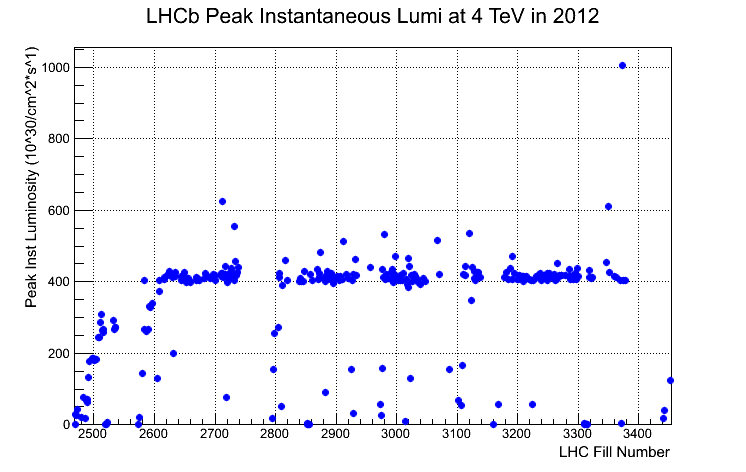 LHCb Peak Instantaneous Lumi at 4 TeV in 2012
Peak Inst Luminosity (10^30/cm^2*s^1)
1000
800
600
400
200
0
2500 2600 2700 2800 2900 3000 3100 3200 3300 3400
LHC Fill Number